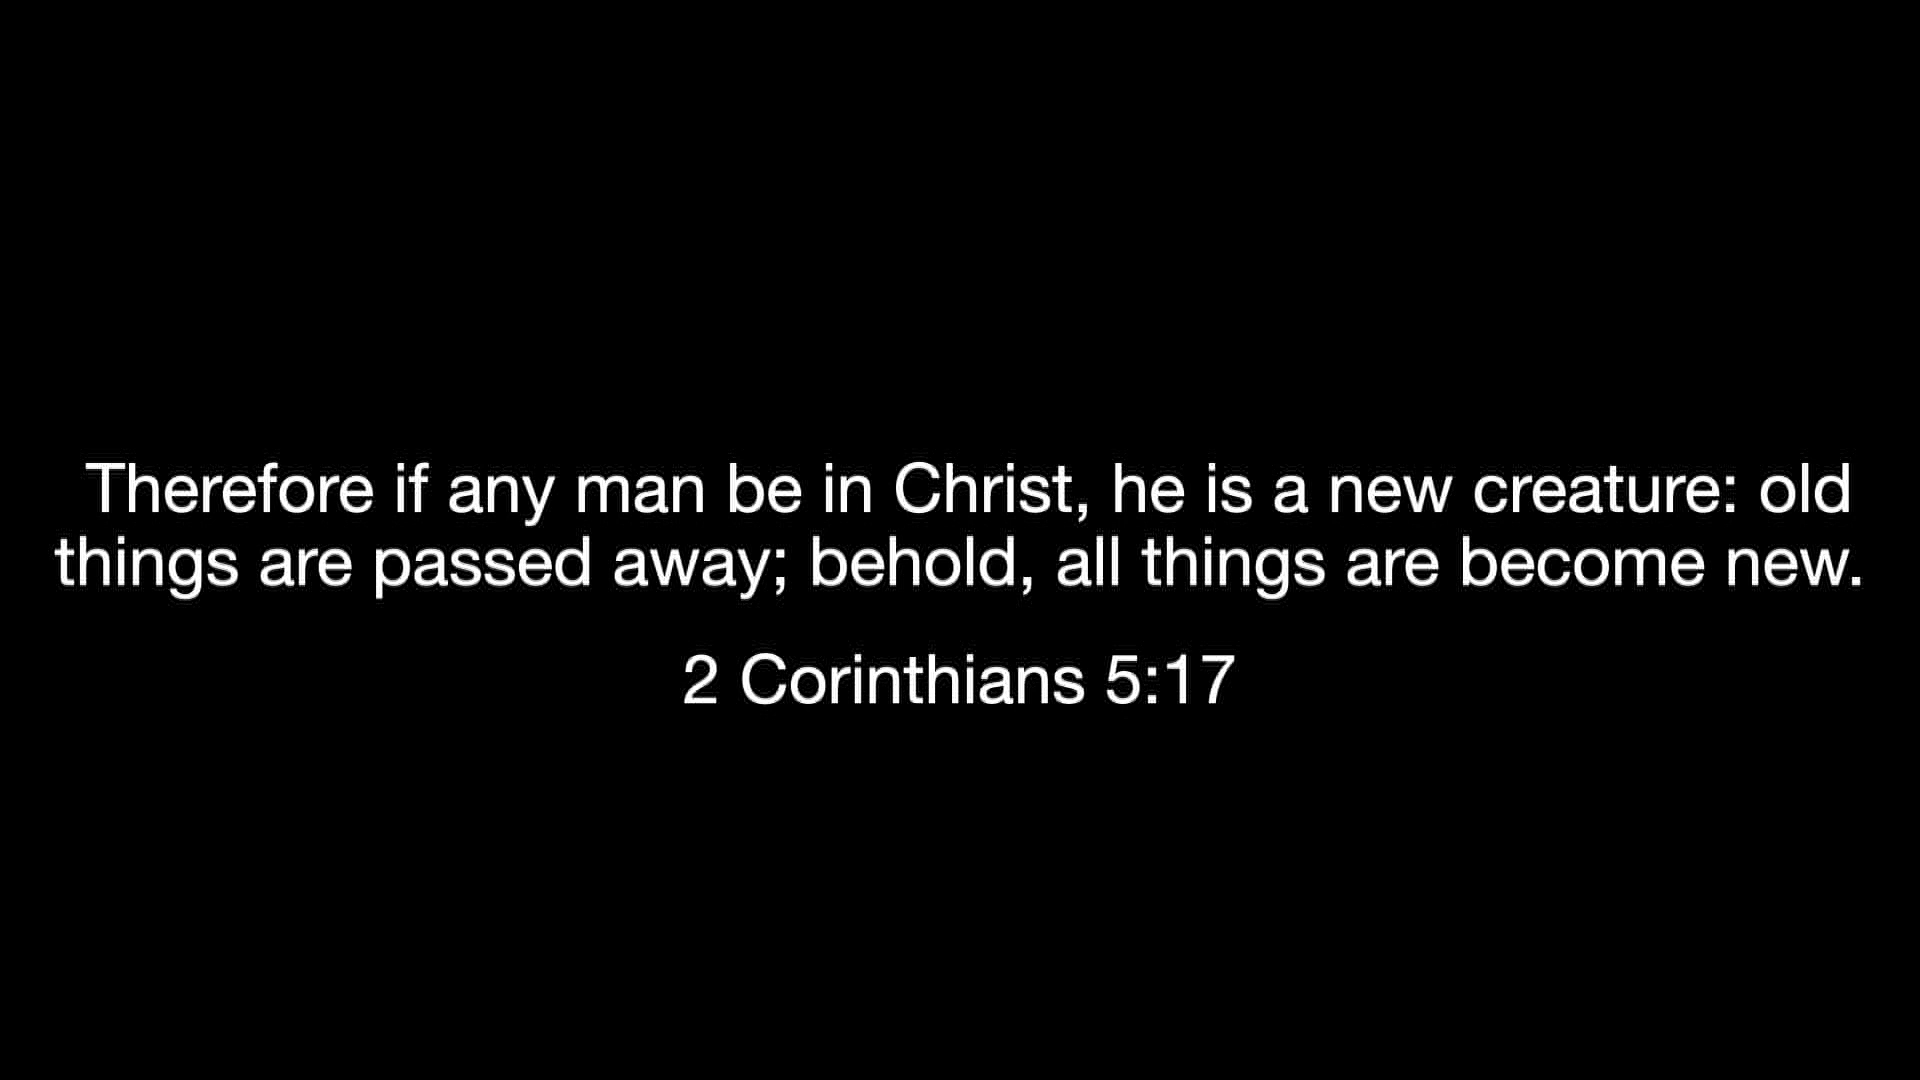 Therefore if any man be in Christ, he is a new creature: old
things are passed away; behold, all things are become new.
2 Corinthians 5:17